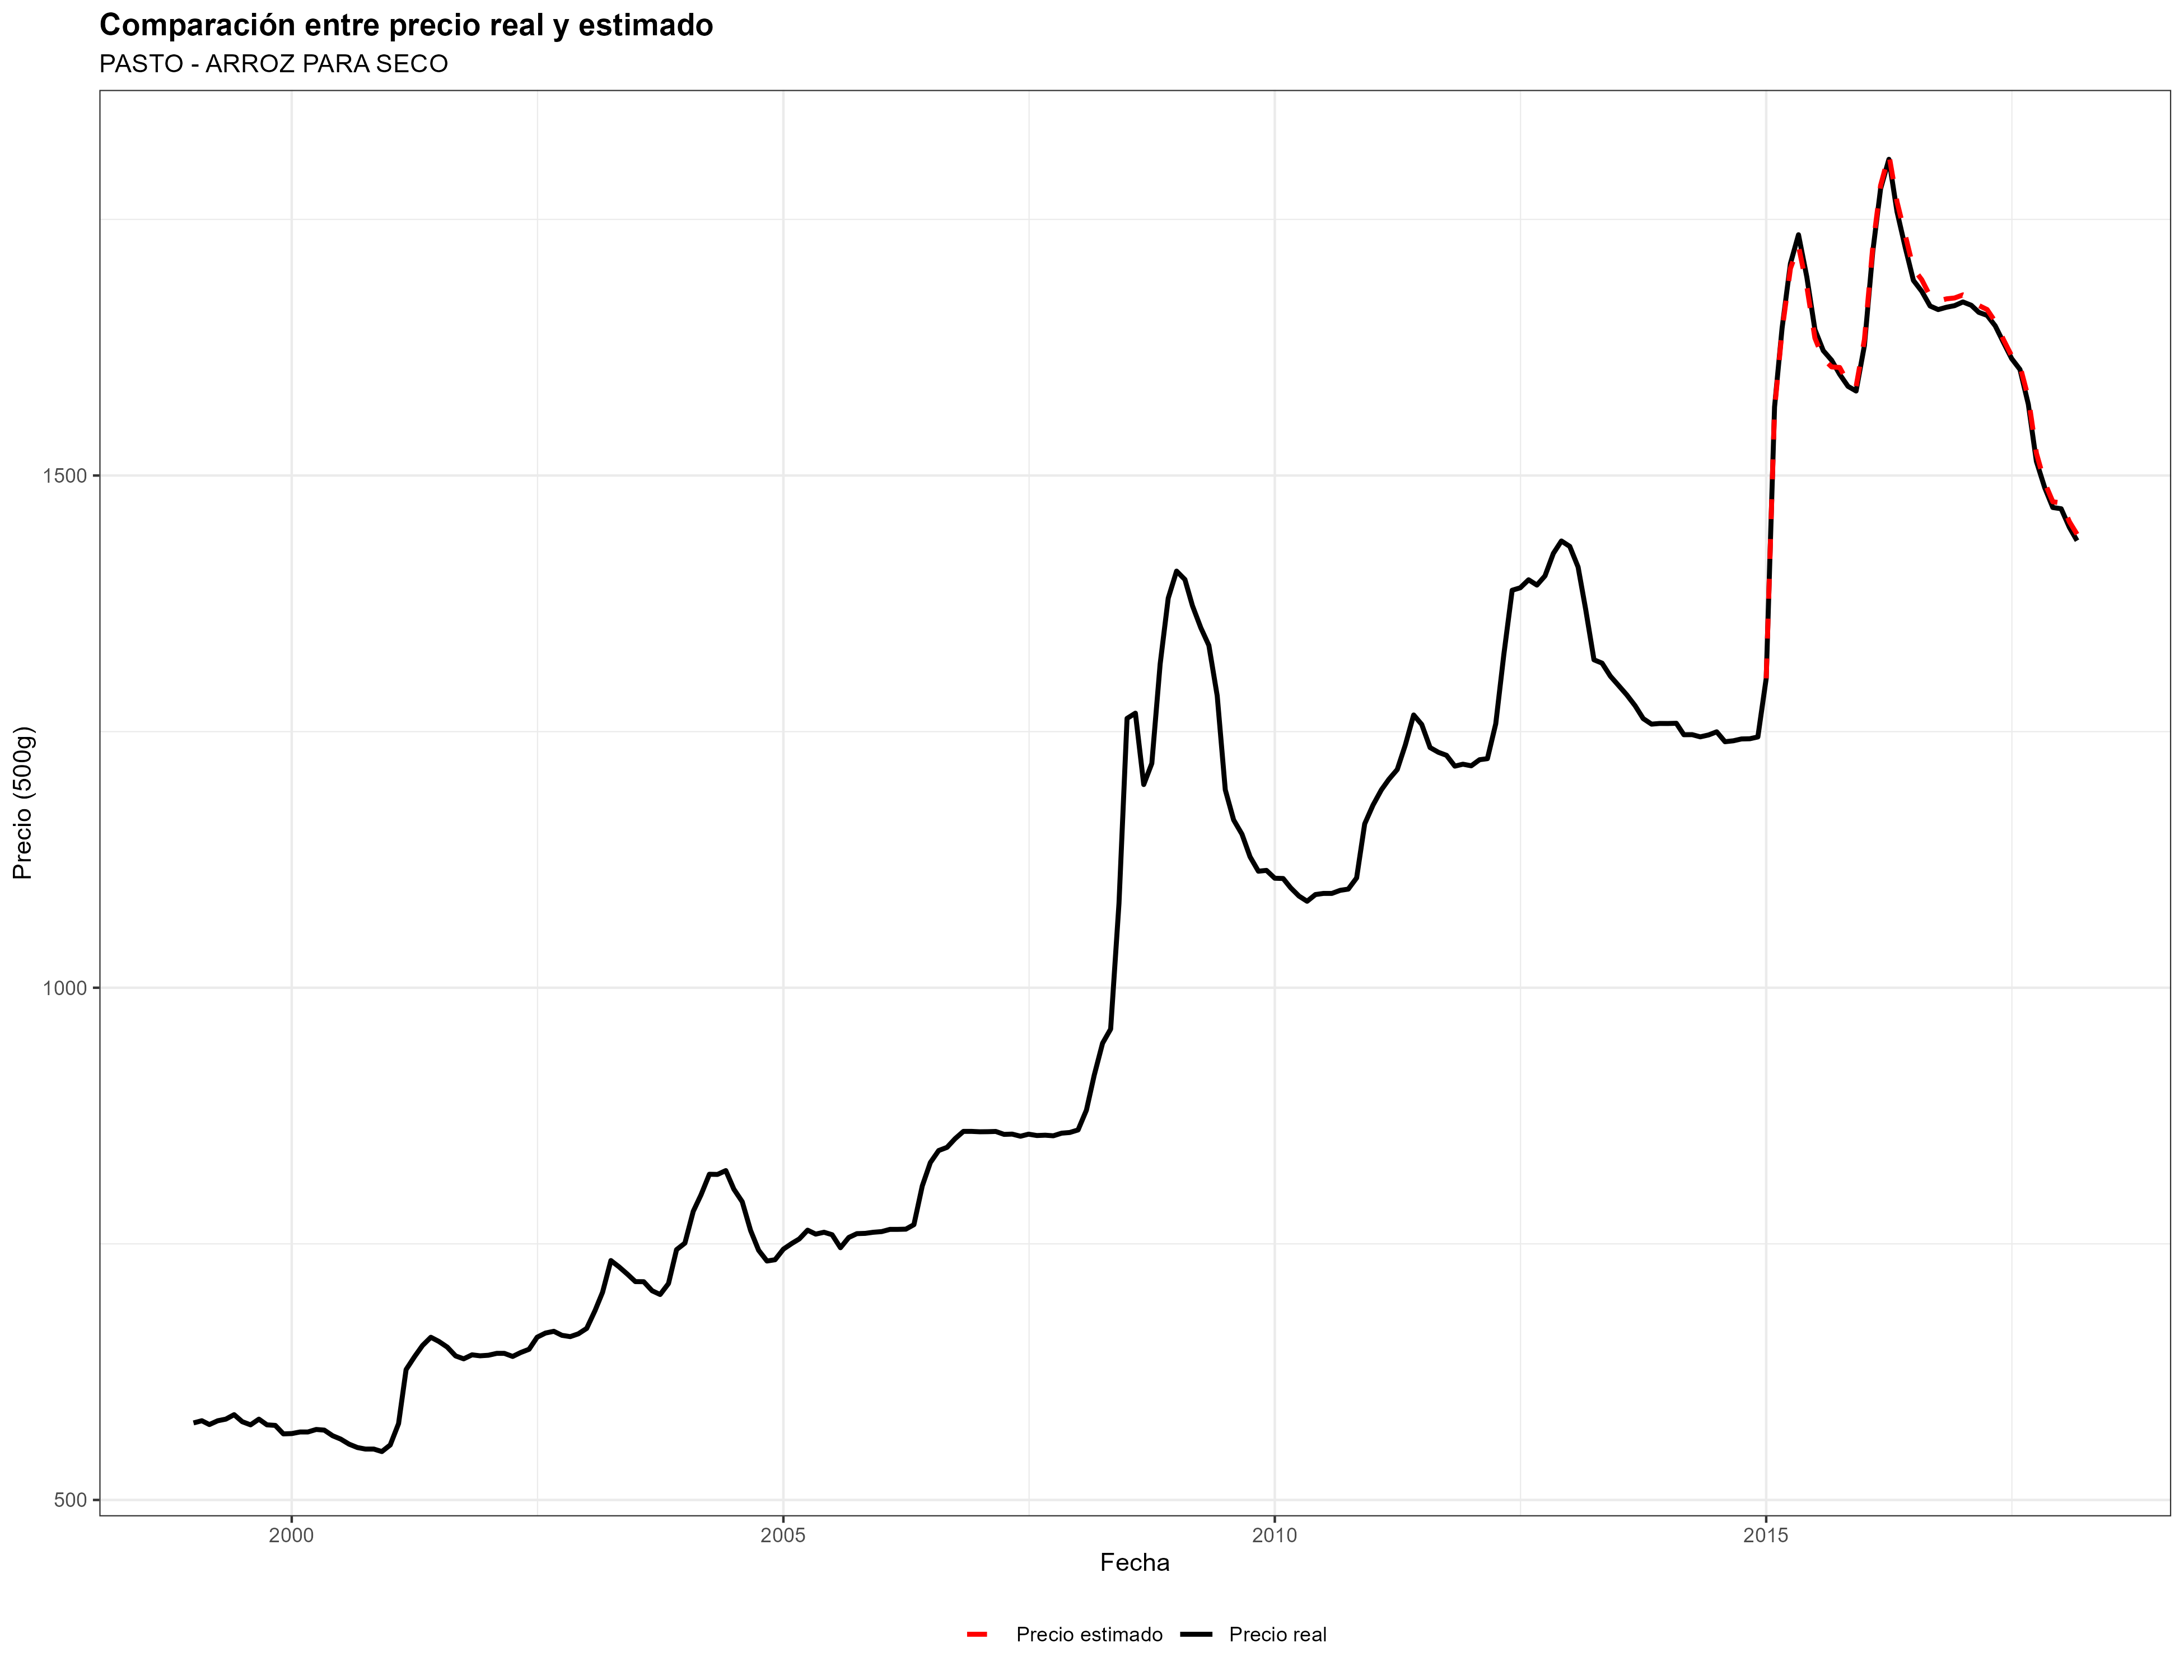 Comparación entre precio real y estimado
PASTO - ARROZ PARA SECO
Precio (500g)
1500
1000
500
2000 2005 2010 2015
Fecha
Precio estimado Precio real